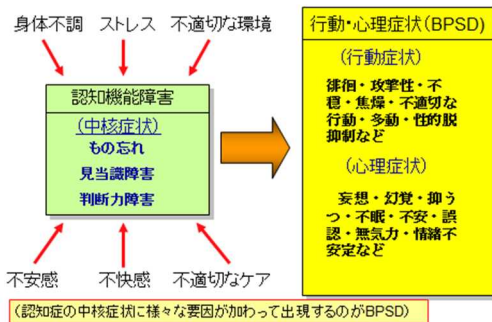 身体不調 ストレス 不適切な環境
認知機能障害
(中核症状)
もの忘れ
見当識障害
判断力障害
不安感 不快感 不適切なケア
行動・心理症状(BPSD)
(行動症状)
徘徊・攻撃性・不
穏・焦燥・不適切な
行動・多動・性的脱
抑制など
(心理症状)
妄想・幻覚・抑う
つ・不眠・不安・誤
認・無気力・情緒不
安定など
(認知症の中核症状に様々な要因が加わって出現するのがBPSD)